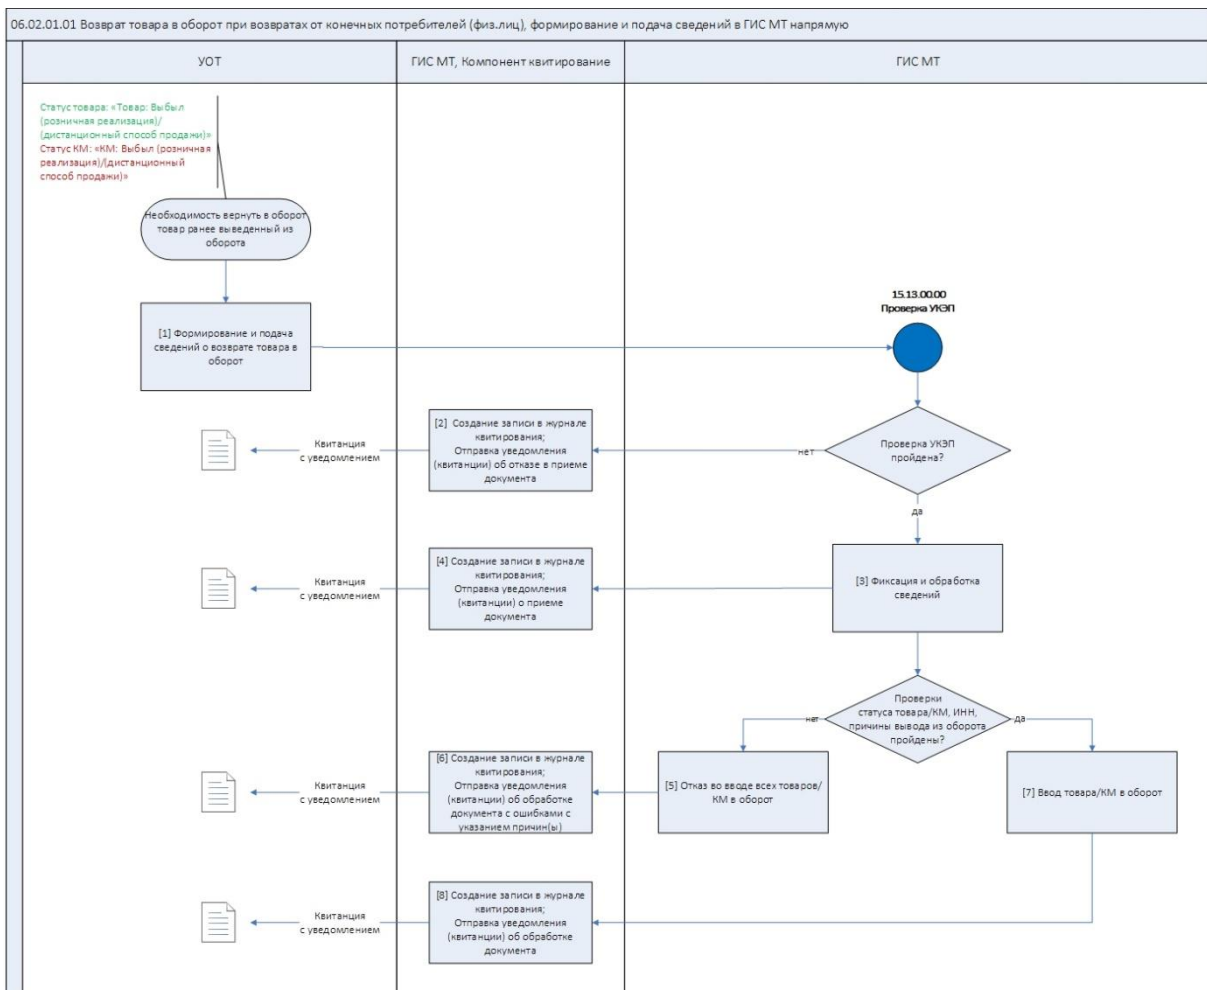 06.02.01.01 Возврат товара в оборот при возвратах от конечных потребителей (физ.лиц), формирование и подача сведений в ГИС МТ напрямую
УОТ
ГИС МТ, Компонент квитирование
ГИС МТ
Статус товара: «Товар: Выбыл
(розничная реализация)/
(дистанционный способ продажи)»
Статус КМ: «КМ: Выбыл (розничная
реализация)/(дистанционный
способ продажи)»
Необходимость вернуть в оборот
товар ранее выведенный из
оборота
15.13.00.00
Проверка УКЭП
[1] Формирование и подача
сведений о возврате товара в
оборот
Проверка УКЭП
пройдена?
нет
[2] Создание записи в журнале
квитирования;
Отправка уведомления
(квитанции) об отказе в приеме
документа
Квитанция
с уведомлением
да
[3] Фиксация и обработка
сведений
[4] Создание записи в журнале
квитирования;
Отправка уведомления
(квитанции) о приеме
документа
Квитанция
с уведомлением
Проверки
статуса товара/КМ, ИНН,
причины вывода из оборота
пройдены?
нет
да
[5] Отказ во вводе всех товаров/
КМ в оборот
[7] Ввод товара/КМ в оборот
[6] Создание записи в журнале
квитирования;
Отправка уведомления
(квитанции) об обработке
документа с ошибками с
указанием причин(ы)
Квитанция
с уведомлением
[8] Создание записи в журнале
квитирования;
Отправка уведомления
(квитанции) об обработке
документа
Квитанция
с уведомлением